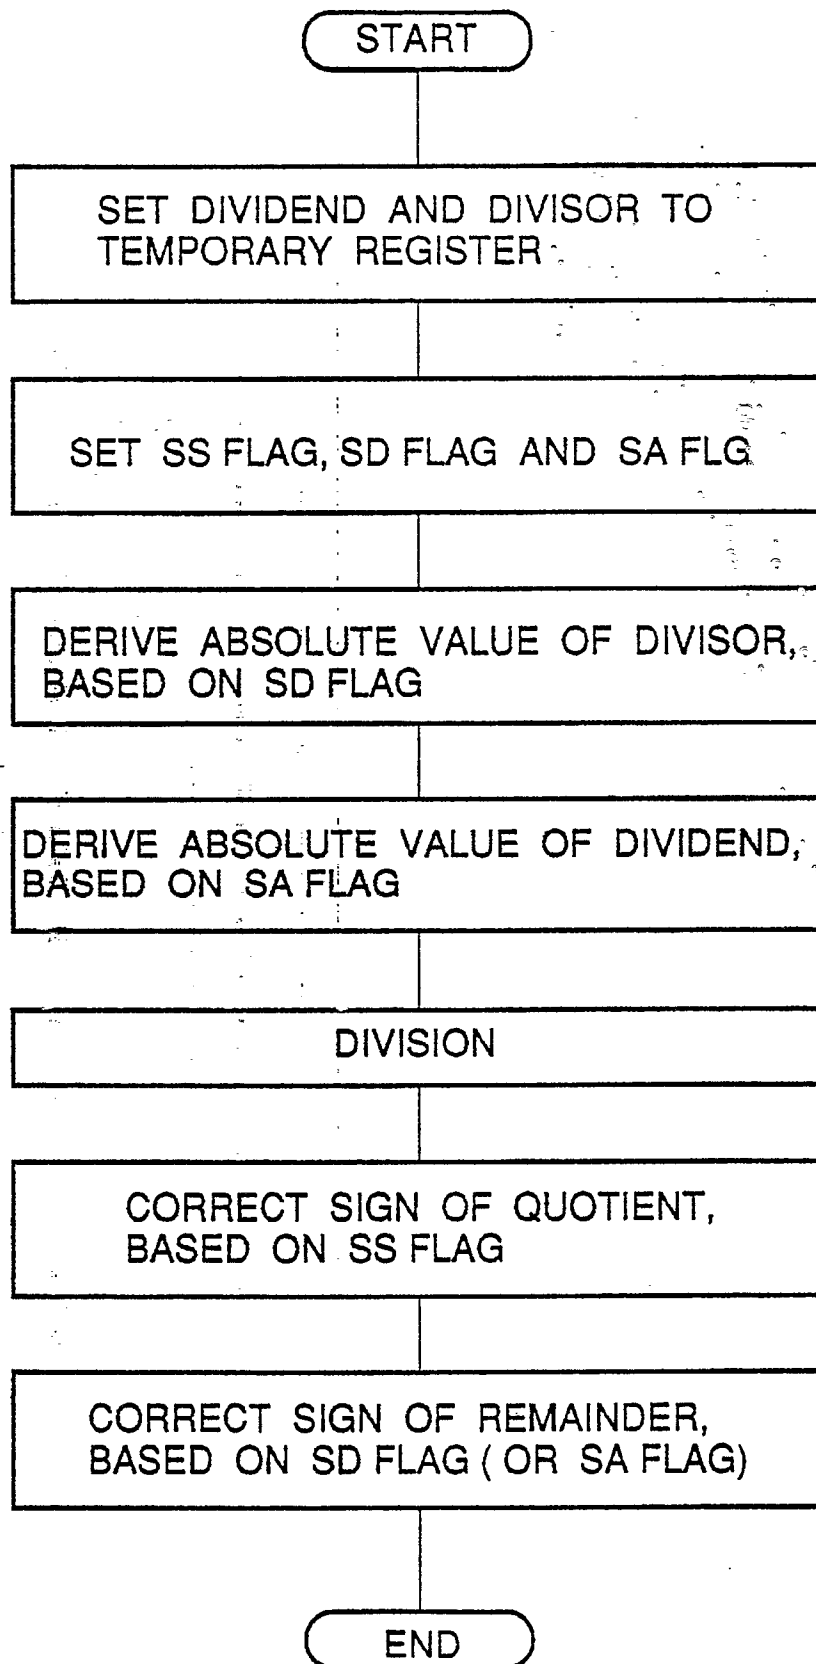 START
SET DIVIDEND AND DIVISOR TO
TEMPORARY REGISTER
SET SS FLAG, SD FLAG AND SA FLG
DERIVE ABSOLUTE VALUE OF DIVISOR,
BASED ON SD FLAG
DERIVE ABSOLUTE VALUE OF DIVIDEND,
BASED ON SA FLAG
DIVISION
CORRECT SIGN OF QUOTIENT,
BASED ON SS FLAG
CORRECT SIGN OF REMAINDER,
BASED ON SD FLAG ( OR SA FLAG)
END